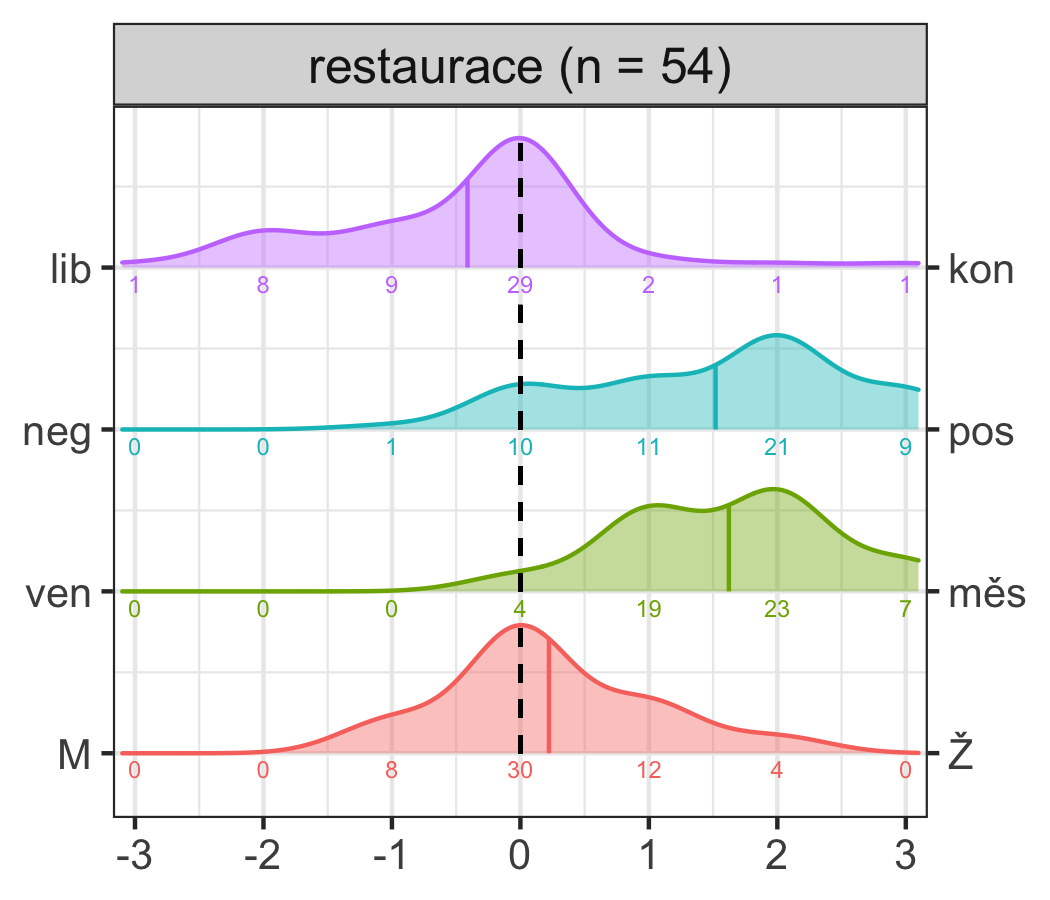 restaurace (n = 54)
lib kon
1 8 9 29 2 1 1
neg pos
0 0 1 10 11 21 9
ven měs
0 0 0 4 19 23 7
M Ž
0 0 8 30 12 4 0
-3 -2 -1 0 1 2 3